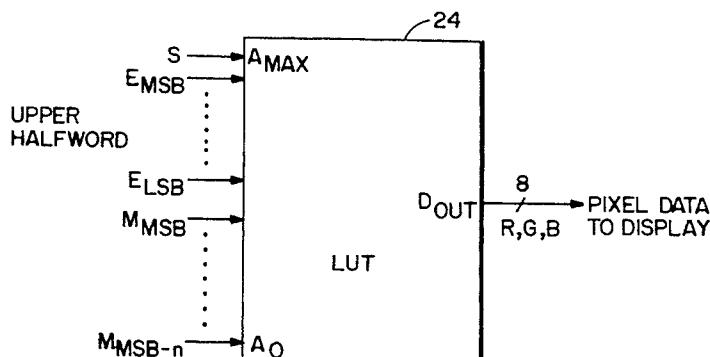 24
S A_MAX
E_MSB
UPPER
HALFWORD
E_LSB
M_MSB
D_OUT 8 PIXEL DATA
R,G,B TO DISPLAY
LUT
M_MSB-n A_O